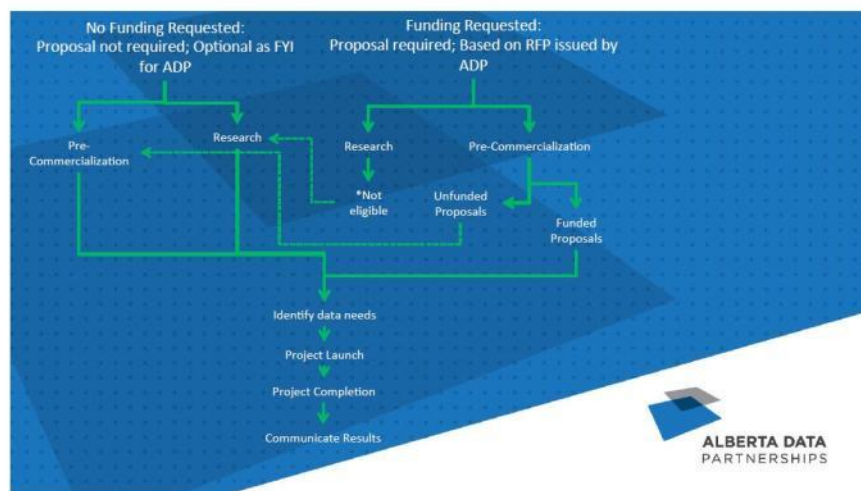 No Funding Requested:
Proposal not required; Optional as FYI
for ADP
Funding Requested:
Proposal required; Based on RFP issued by
ADP
Pre-
Commercialization
Research
Research
Pre-Commercialization
*Not
eligible
Unfunded
Proposals
Funded
Proposals
Identify data needs
Project Launch
Project Completion
Communicate Results
ALBERTA DATA
PARTNERSHIPS